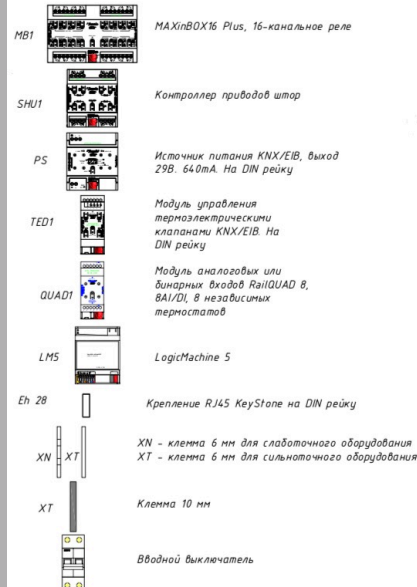 MB1 MAXinBOX16 Plus, 16-канальное реле
SHU1 Контроллер приводов штор
PS Источник питания KNX/EIB, выход
29В. 640mA. На DIN рейку
TED1 Модуль управления
термоэлектрическими
клапанами KNX/EIB. На
DIN рейку
QUAD1 Модуль аналоговых или
бинарных входов RailQUAD 8,
8AI/DI, 8 независимых
термостатов
LM5 LogicMachine 5
Eh 28 Крепление RJ45 KeyStone на DIN рейку
XN XT XN - клемма 6 мм для слаботочного оборудования
XT - клемма 6 мм для сильноточного оборудования
XT Клемма 10 мм
Вводной выключатель